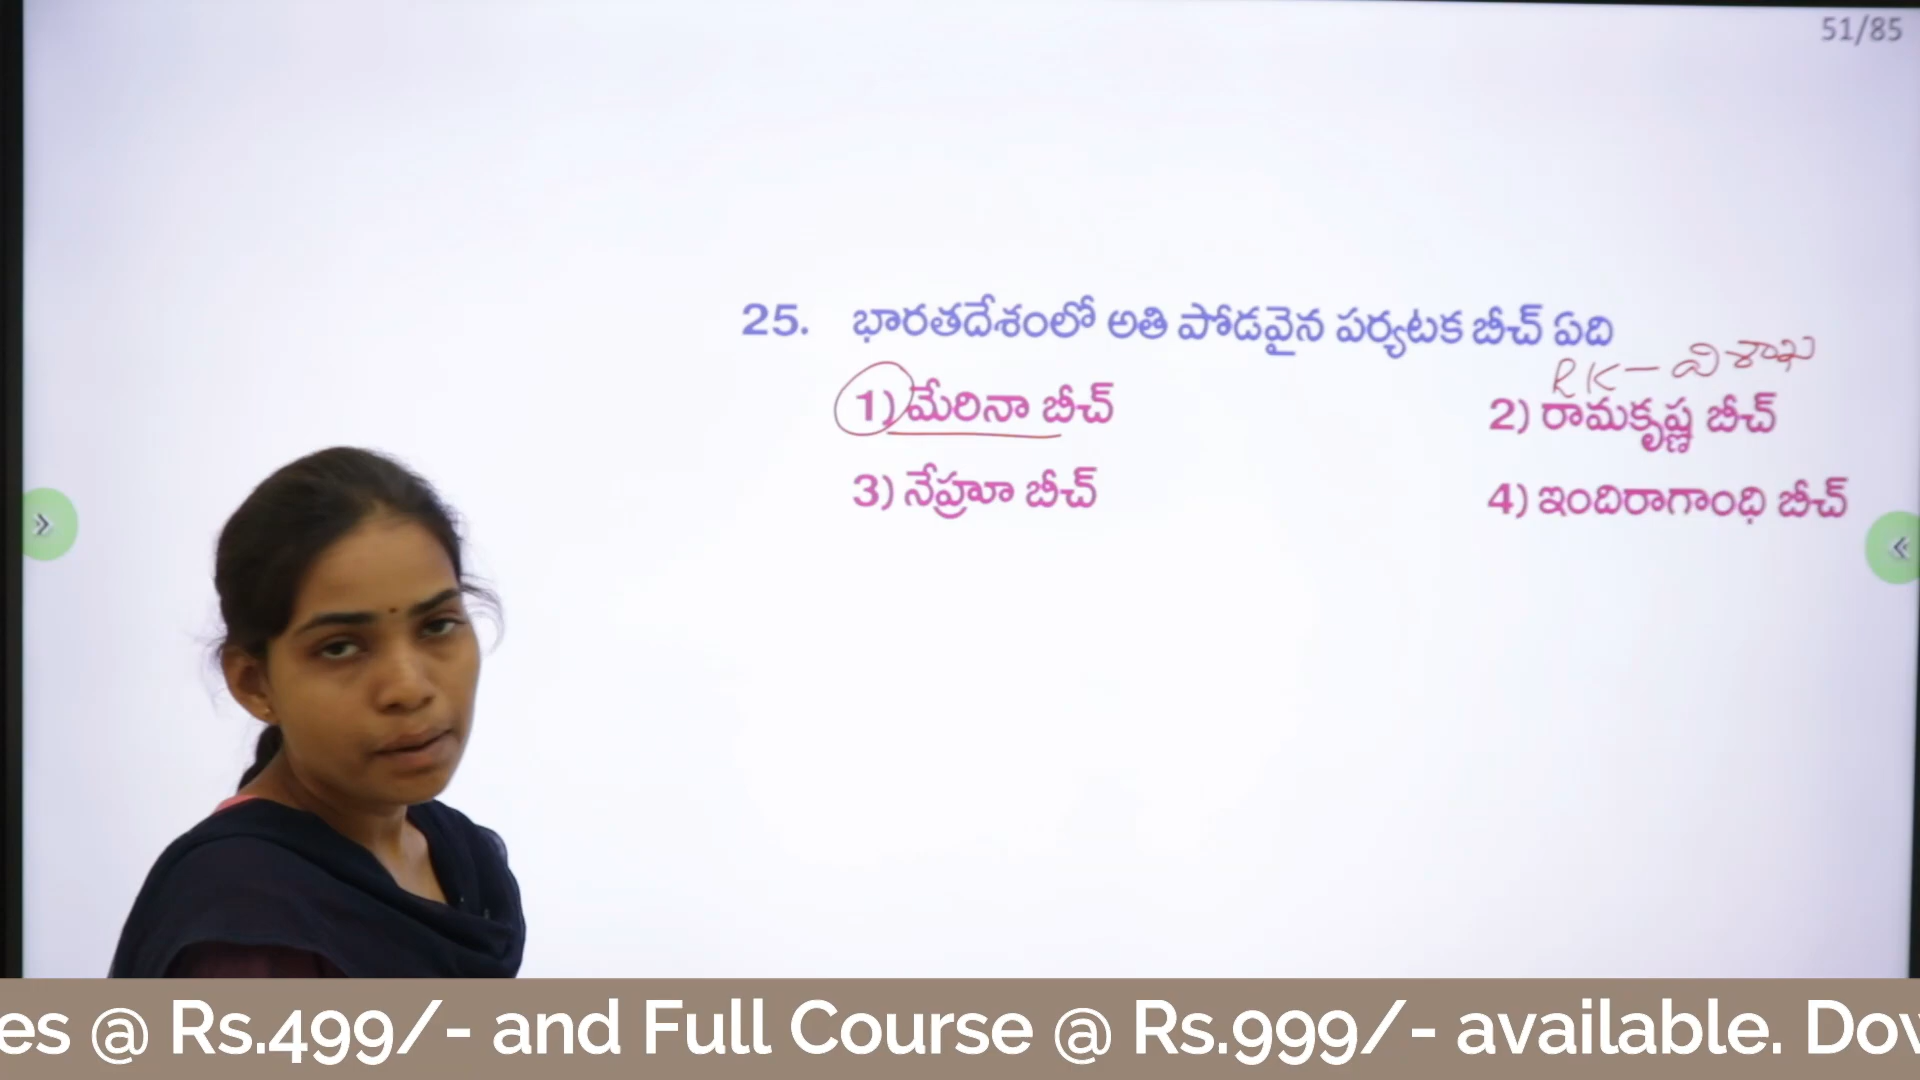 51/85
25. భారతదేశంలో అతి పోడవైన పర్యటక బీచ్ ఏది
RK - విశాఖ
1) మేరినా బీచ్
2) రామకృష్ణ బీచ్
3) నేహ్రూ బీచ్
4) ఇందిరాగాంధి బీచ్
es @ Rs.499/- and Full Course @ Rs.999/- available. Dov